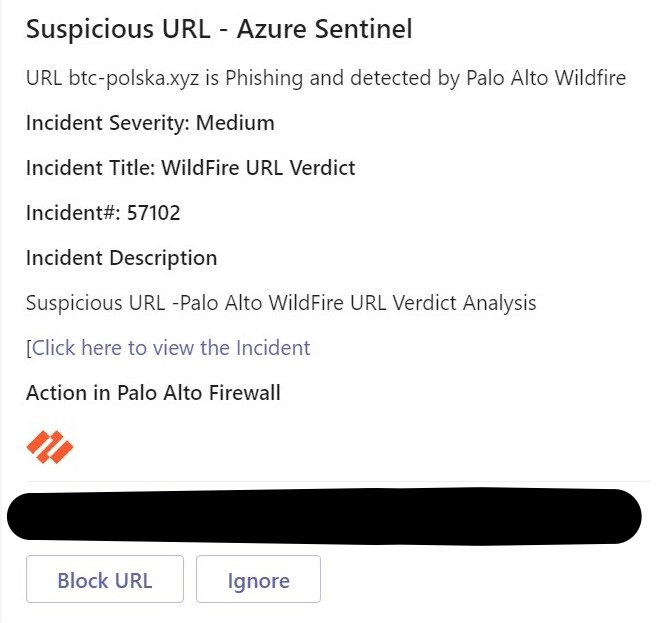 Suspicious URL - Azure Sentinel
URL btc-polska.xyz is Phishing and detected by Palo Alto Wildfire
Incident Severity: Medium
Incident Title: WildFire URL Verdict
Incident#: 57102
Incident Description
Suspicious URL -Palo Alto WildFire URL Verdict Analysis
[Click here to view the Incident
Action in Palo Alto Firewall
Block URL
Ignore